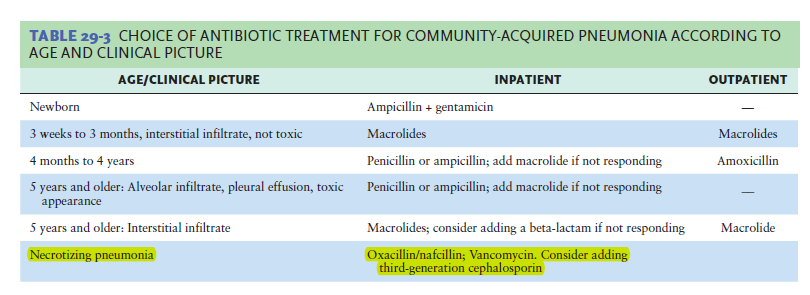 TABLE 29-3 CHOICE OF ANTIBIOTIC TREATMENT FOR COMMUNITY-ACQUIRED PNEUMONIA ACCORDING TO
AGE AND CLINICAL PICTURE
AGE/CLINICAL PICTURE INPATIENT OUTPATIENT
Newborn Ampicillin + gentamicin —
3 weeks to 3 months, interstitial infiltrate, not toxic Macrolides Macrolides
4 months to 4 years Penicillin or ampicillin; add macrolide if not responding Amoxicillin
5 years and older: Alveolar infiltrate, pleural effusion, toxic Penicillin or ampicillin; add macrolide if not responding —
appearance
5 years and older: Interstitial infiltrate Macrolides; consider adding a beta-lactam if not responding Macrolide
Necrotizing pneumonia Oxacillin/nafcillin; Vancomycin. Consider adding
third-generation cephalosporin